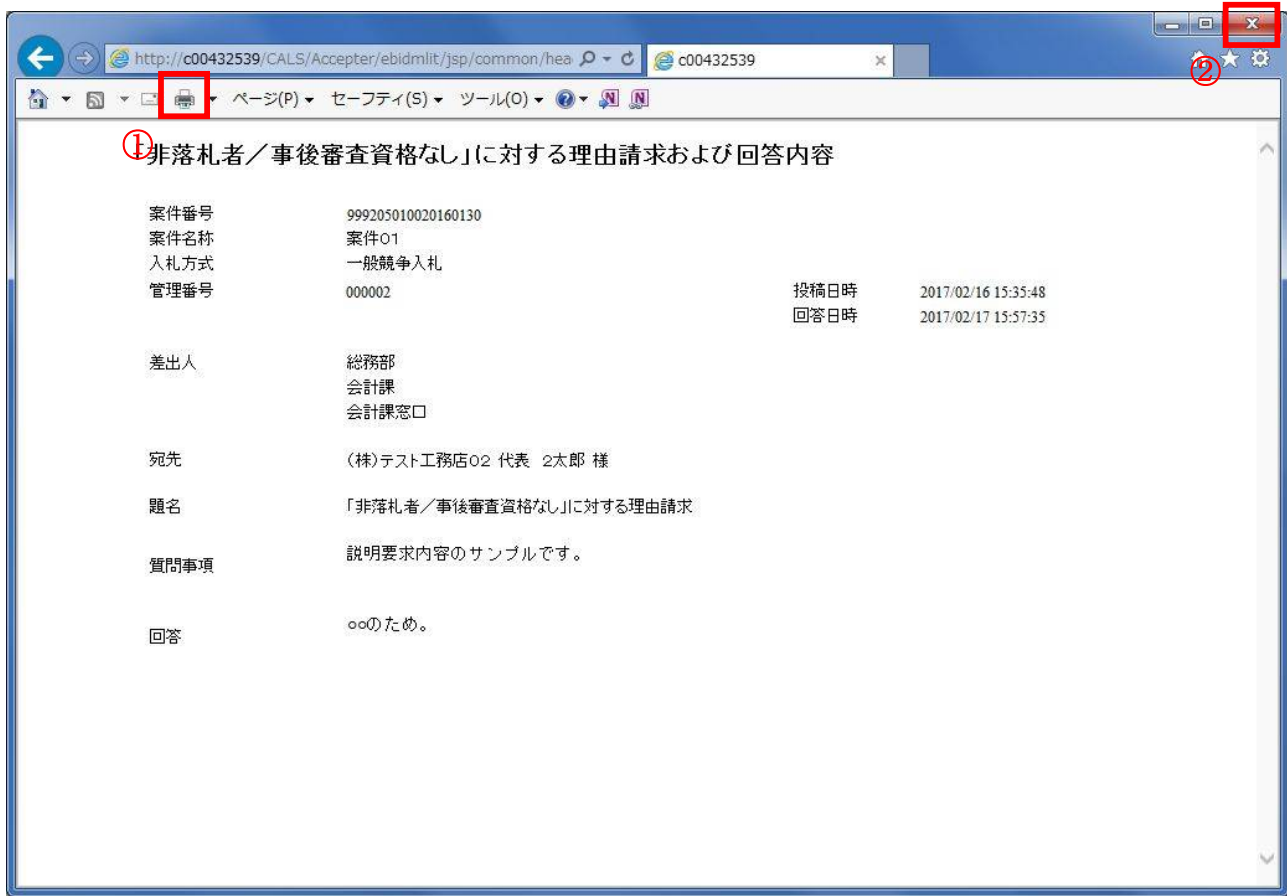 http://c00432539/CALS/Accepter/ebidmlit/jsp/common/hea
c00432539
②
ページ(P) セーフティ(S) ツール(O)
①
「非落札者／事後審査資格なし」に対する理由請求および回答内容
案件番号 999205010020160130
案件名称 案件01
入札方式 一般競争入札
管理番号 000002 投稿日時 2017/02/16 15:35:48
回答日時 2017/02/17 15:57:35
差出人 総務部
会計課
会計課窓口
宛先 (株)テスト工務店02 代表　2太郎 様
題名 「非落札者／事後審査資格なし」に対する理由請求
質問事項 説明要求内容のサンプルです。
回答 ○○のため。